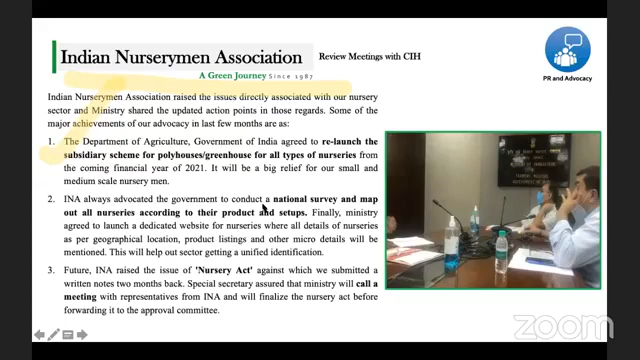 Indian Nurserymen Association
Review Meetings with CIH
A Green Journey Since 1987
PR and Advocacy
Indian Nurserymen Association raised the issues directly associated with our nursery
sector and Ministry shared the updated action points in those regards. Some of the
major achievements of our advocacy in last few months are as:
1. The Department of Agriculture, Government of India agreed to re-launch the
subsidiary scheme for polyhouses/greenhouse for all types of nurseries from
the coming financial year of 2021. It will be a big relief for our small and
medium scale nursery men.
2. INA always advocated the government to conduct a national survey and map
out all nurseries according to their product and setups. Finally, ministry
agreed to launch a dedicated website for nurseries where all details of nurseries
as per geographical location, product listings and other micro details will be
mentioned. This will help out sector getting a unified identification.
3. Future, INA raised the issue of "Nursery Act" against which we submitted a
written notes two months back. Special secretary assured that ministry will call
a meeting with representatives from INA and will finalize the nursery act before
forwarding it to the approval committee.
zoom